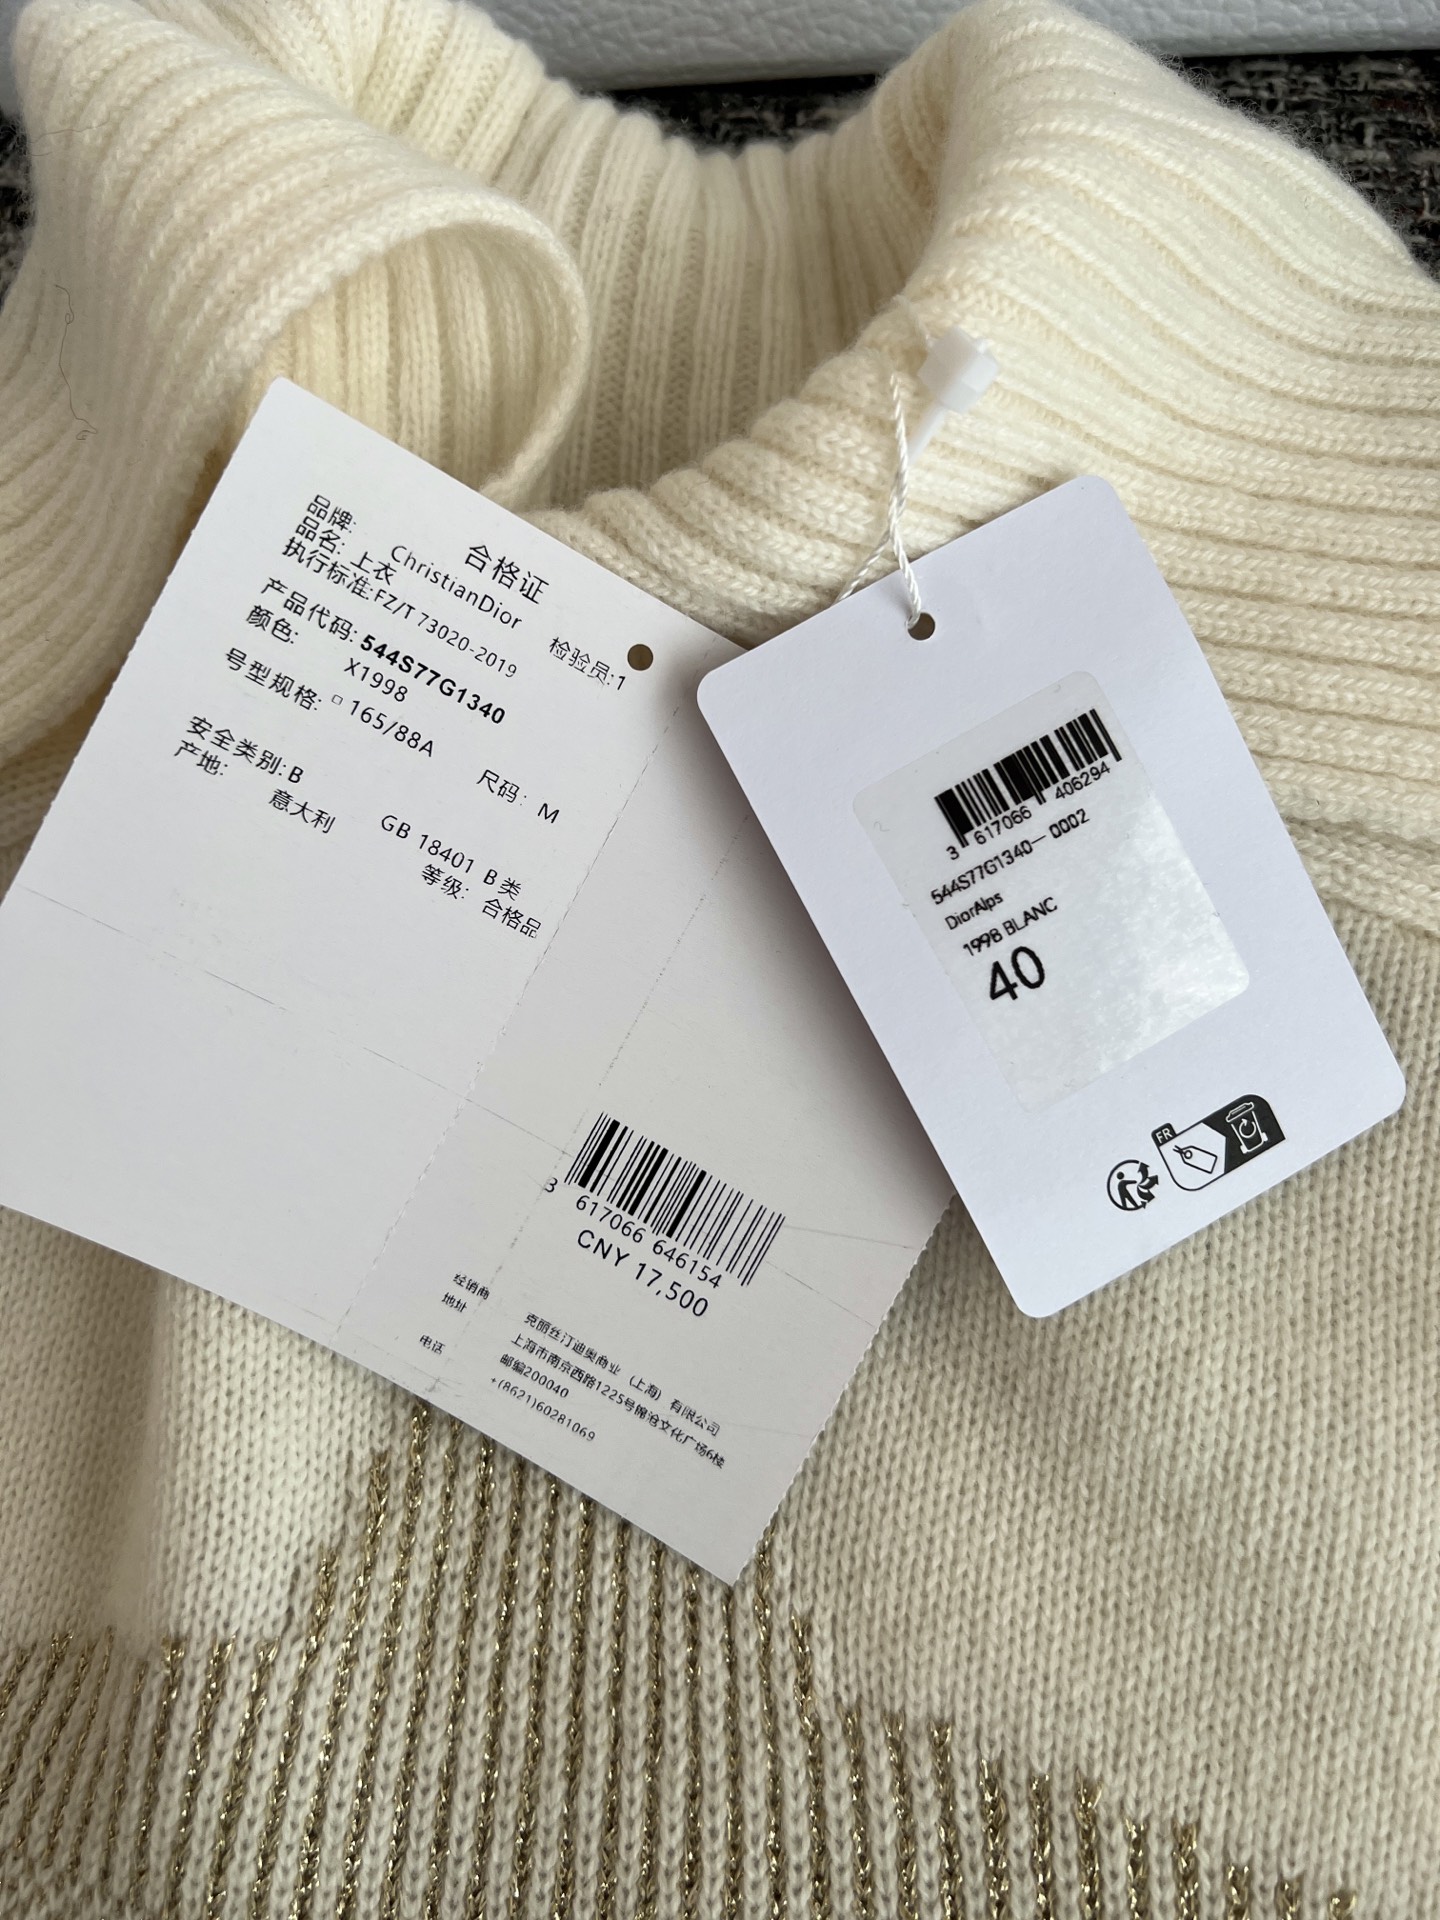 合格证
品牌: ChristianDior
品名: 上衣 检验员:1
执行标准:FZ/T 73020-2019
产品代码: 544S77G1340
颜色: X1998
号型规格: 165/88A 尺码: M
安全类别:B GB 18401 B类
产地: 意大利 等级: 合格品
3 617066 646154
CNY 17,500
经销商 克丽丝汀迪奥商业 (上海) 有限公司
地址 上海市南京西路1225号锦沧文化广场6楼
邮编200040
电话 +(8621)60281069
3 617066 406294
544S77G1340— 0002
DiorAlps
1998 BLANC
40
FR